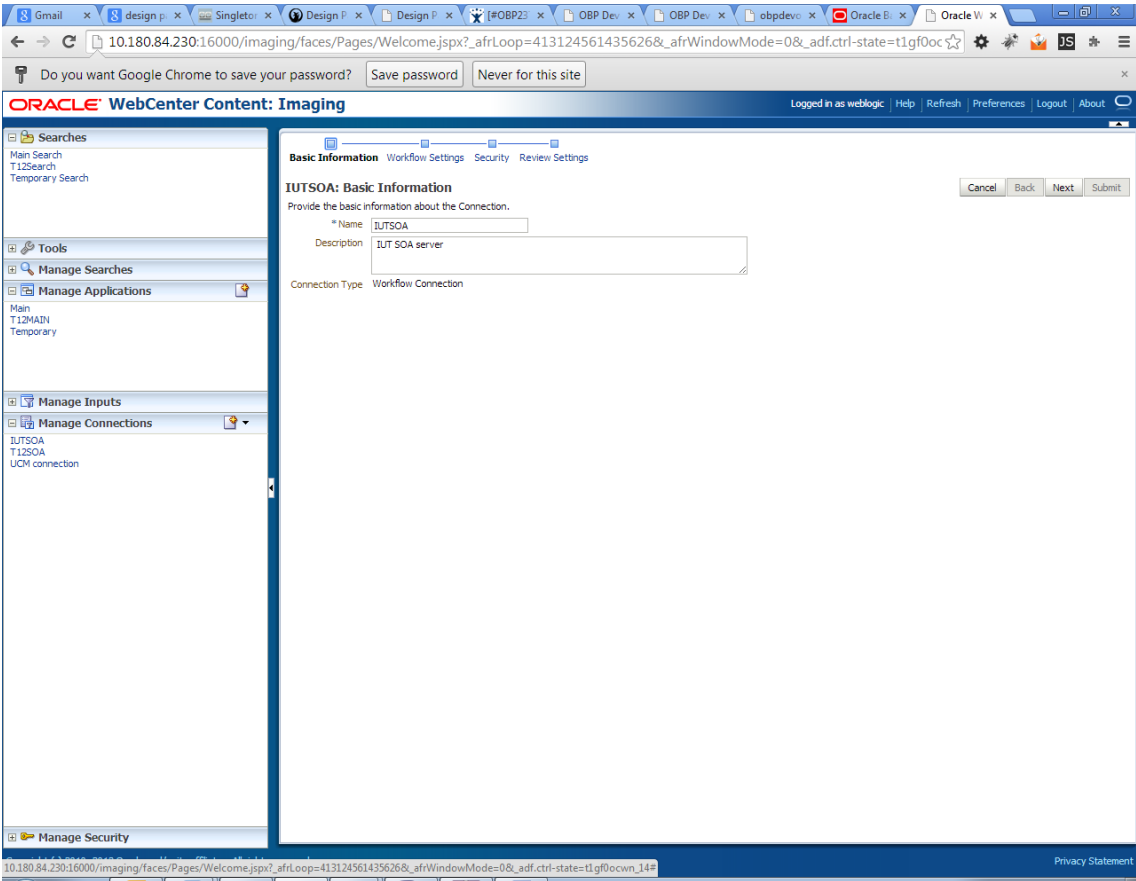 Gmail design p Singletor Design P Design P [#OBP23 OBP Dev OBP Dev obpdevo Oracle Ba Oracle W
10.180.84.230:16000/imaging/faces/Pages/Welcome.jspx?_afrLoop=413124561435626&_afrWindowMode=0&_adf.ctrl-state=t1gf0oc JS
Do you want Google Chrome to save your password? Save password Never for this site
ORACLE WebCenter Content: Imaging
Logged in as weblogic Help Refresh Preferences Logout About
Searches
Main Search
T12Search
Temporary Search
Tools
Manage Searches
Manage Applications
Main
T12MAIN
Temporary
Manage Inputs
Manage Connections
IUTSOA
T12SOA
UCM connection
Manage Security
Basic Information Workflow Settings Security Review Settings
IUTSOA: Basic Information
Cancel Back Next Submit
Provide the basic information about the Connection.
* Name IUTSOA
Description IUT SOA server
Connection Type Workflow Connection
Privacy Statement
10.180.84.230:16000/imaging/faces/Pages/Welcome.jspx?_afrLoop=413124561435626&_afrWindowMode=0&_adf.ctrl-state=t1gf0ocwn_14#